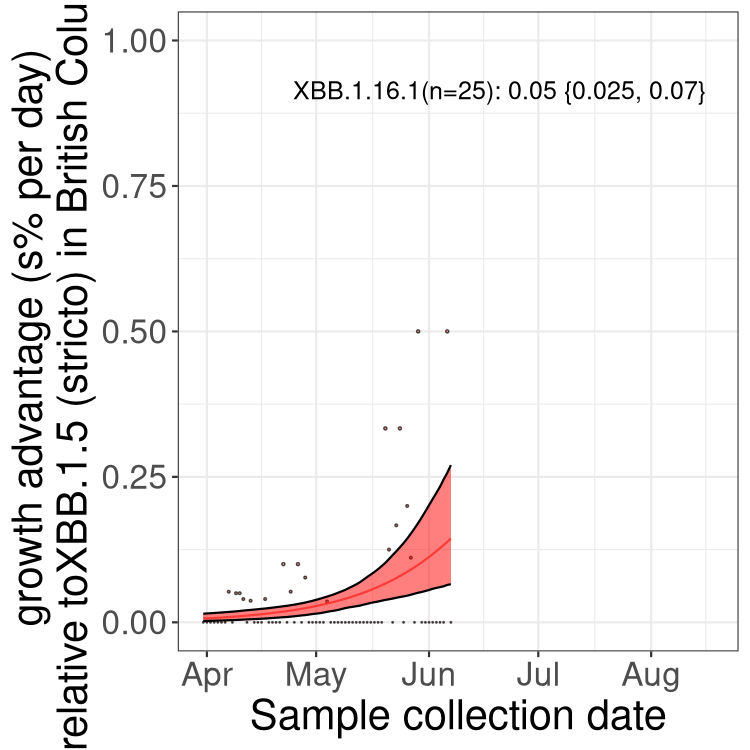 growth advantage (s% per day)
relative toXBB.1.5 (stricto) in British Colu
1.00
0.75
0.50
0.25
0.00
XBB.1.16.1(n=25): 0.05 {0.025, 0.07}
Apr May Jun Jul Aug
Sample collection date